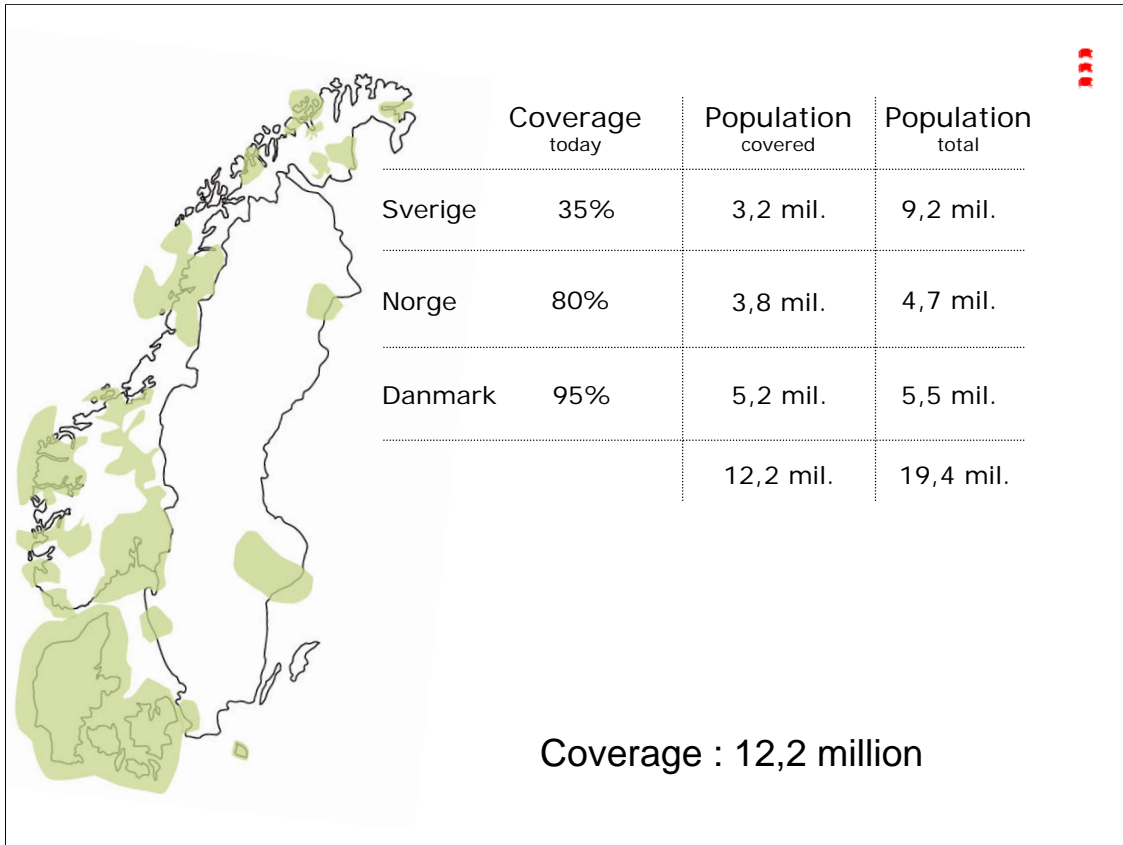 Coverage Population Population
today covered total
Sverige 35% 3,2 mil. 9,2 mil.
Norge 80% 3,8 mil. 4,7 mil.
Danmark 95% 5,2 mil. 5,5 mil.
12,2 mil. 19,4 mil.
Coverage : 12,2 million